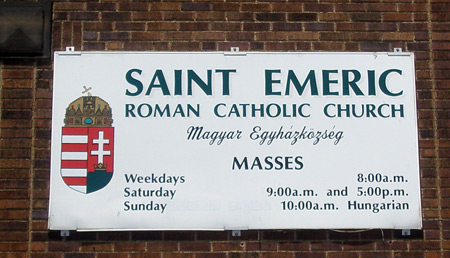 SAINT EMERIC
ROMAN CATHOLIC CHURCH
Magyar Egyházközség
MASSES
Weekdays 8:00a.m.
Saturday 9:00a.m. and 5:00p.m.
Sunday 10:00a.m. Hungarian